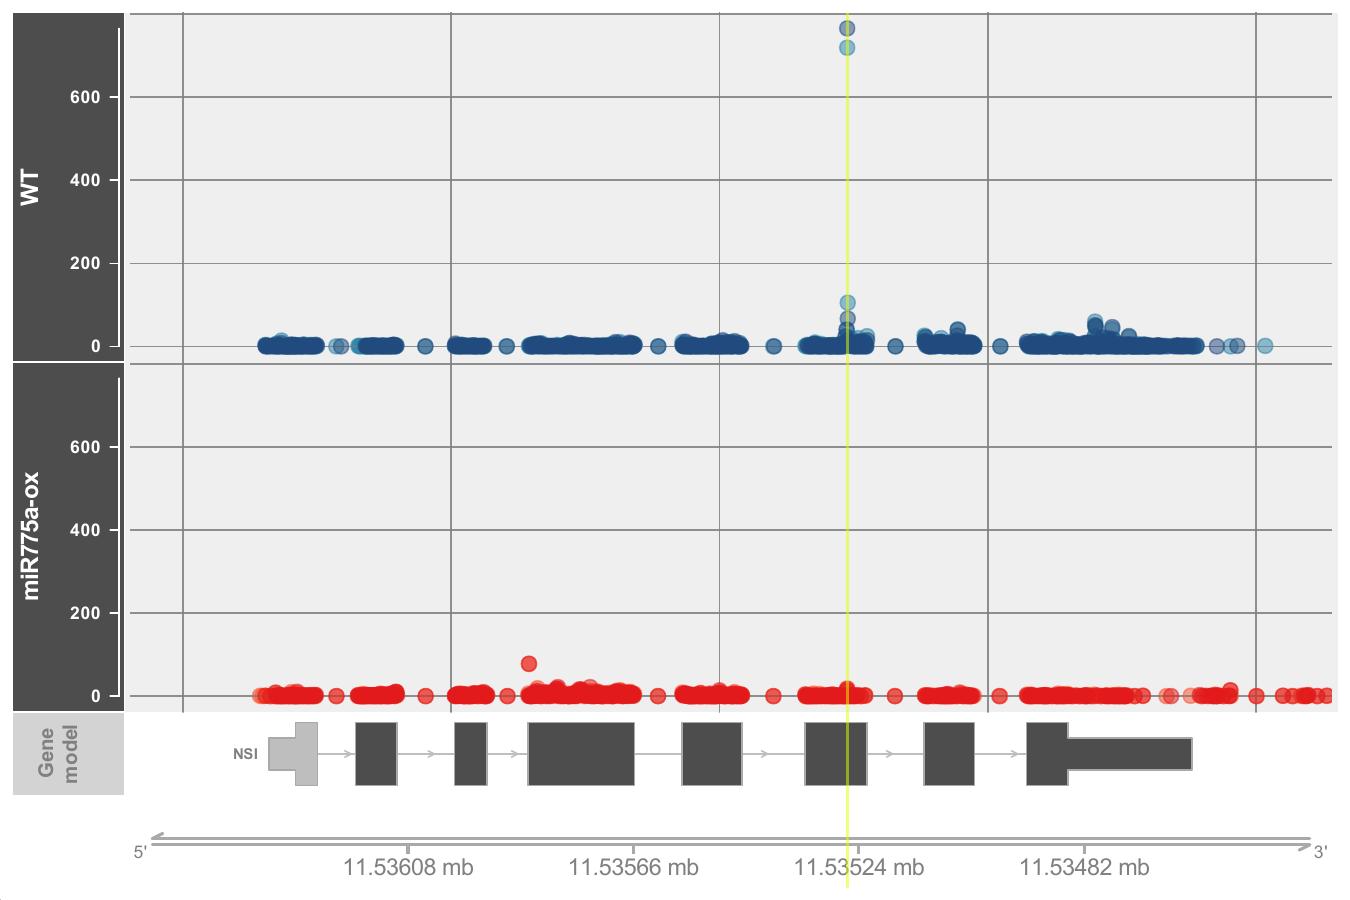 WT
600
400
200
0
miR775a-ox
600
400
200
0
Gene
model
NSI
5'
3'
11.53608 mb
11.53566 mb
11.53524 mb
11.53482 mb